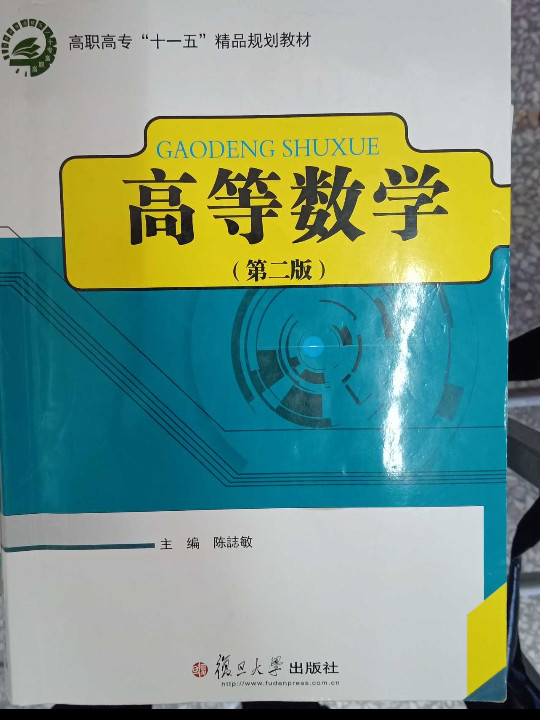 高职高专“十一五”精品规划教材
GAODENG SHUXUE
高等数学
（第二版）
主 编 陈誌敏
復旦大学 出版社
http://www.fudanpress.com.cn